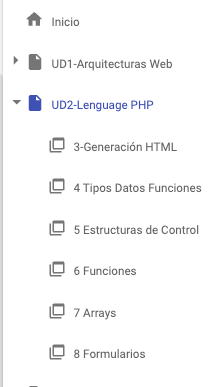 Inicio
UD1-Arquitecturas Web
UD2-Lenguage PHP
3-Generación HTML
4 Tipos Datos Funciones
5 Estructuras de Control
6 Funciones
7 Arrays
8 Formularios